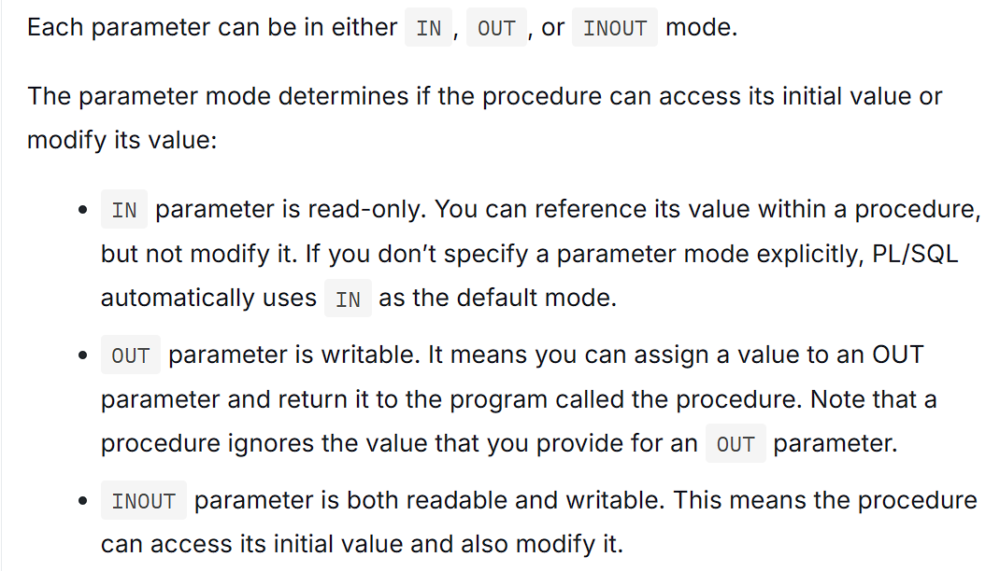 Each parameter can be in either IN , OUT , or INOUT mode.
The parameter mode determines if the procedure can access its initial value or
modify its value:
• IN parameter is read-only. You can reference its value within a procedure,
but not modify it. If you don’t specify a parameter mode explicitly, PL/SQL
automatically uses IN as the default mode.
• OUT parameter is writable. It means you can assign a value to an OUT
parameter and return it to the program called the procedure. Note that a
procedure ignores the value that you provide for an OUT parameter.
• INOUT parameter is both readable and writable. This means the procedure
can access its initial value and also modify it.